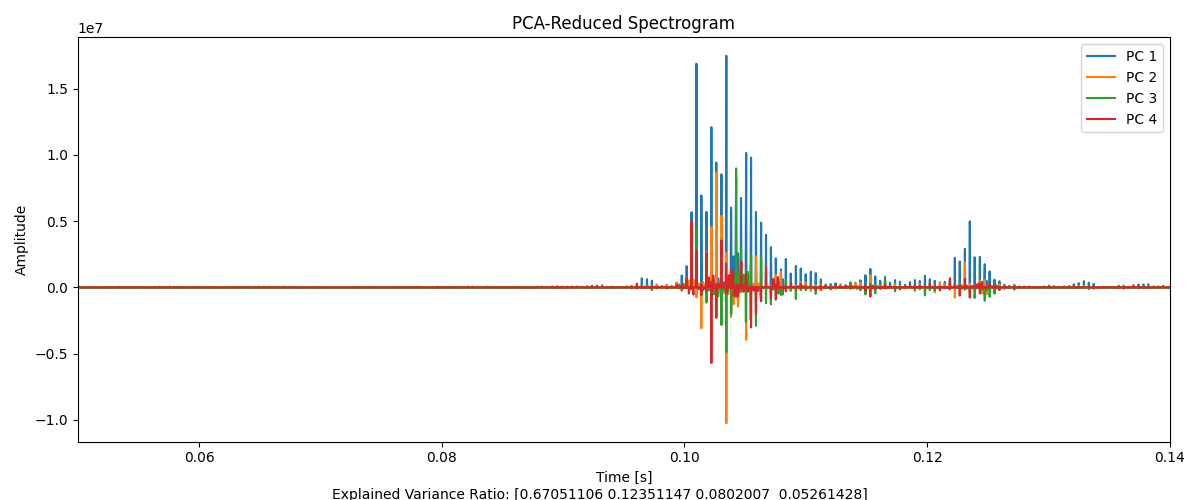 PCA-Reduced Spectrogram
1e7
PC 1
PC 2
PC 3
PC 4
1.5
1.0
0.5
0.0
−0.5
−1.0
Amplitude
0.06 0.08 0.10 0.12 0.14
Time [s]
Explained Variance Ratio: [0.67051106 0.12351147 0.0802007  0.05261428]